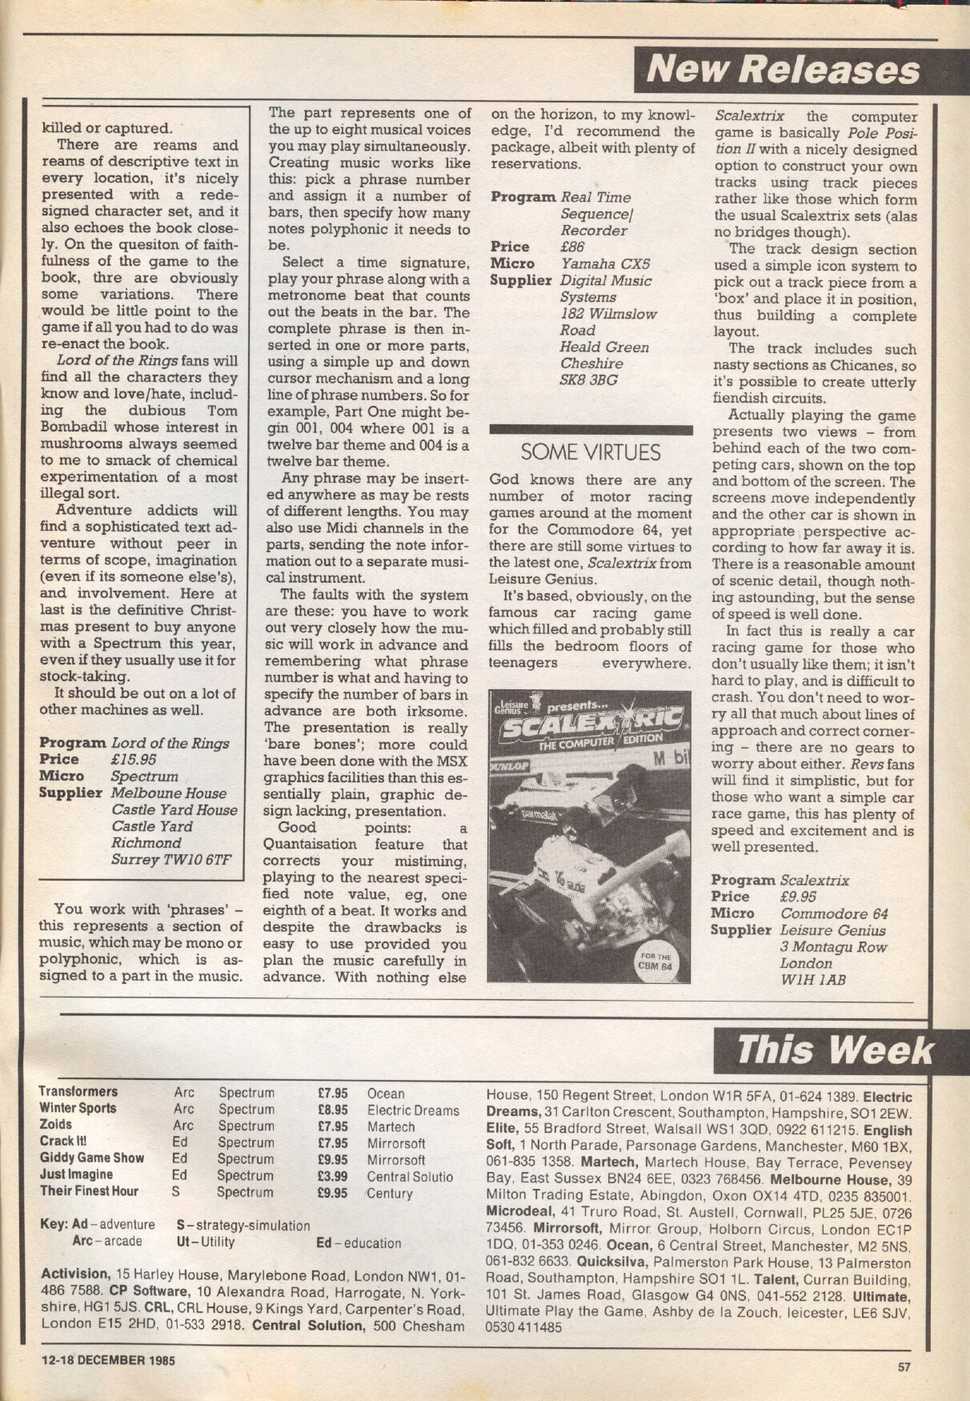 New Releases
killed or captured.
There are reams and
reams of descriptive text in
every location, it's nicely
presented with a rede-
signed character set, and it
also echoes the book close-
ly. On the quesiton of faith-
fulness of the game to the
book, thre are obviously
some variations. There
would be little point to the
game if all you had to do was
re-enact the book.
Lord of the Rings fans will
find all the characters they
know and love/hate, includ-
ing the dubious Tom
Bombadil whose interest in
mushrooms always seemed
to me to smack of chemical
experimentation of a most
illegal sort.
Adventure addicts will
find a sophisticated text ad-
venture without peer in
terms of scope, imagination
(even if its someone else's),
and involvement. Here at
last is the definitive Christ-
mas present to buy anyone
with a Spectrum this year,
even if they usually use it for
stock-taking.
It should be out on a lot of
other machines as well.
Program Lord of the Rings
Price £15.95
Micro Spectrum
Supplier Melboune House
Castle Yard House
Castle Yard
Richmond
Surrey TW10 6TF
You work with 'phrases' –
this represents a section of
music, which may be mono or
polyphonic, which is as-
signed to a part in the music.
The part represents one of
the up to eight musical voices
you may play simultaneously.
Creating music works like
this: pick a phrase number
and assign it a number of
bars, then specify how many
notes polyphonic it needs to
be.
Select a time signature,
play your phrase along with a
metronome beat that counts
out the beats in the bar. The
complete phrase is then in-
serted in one or more parts,
using a simple up and down
cursor mechanism and a long
line of phrase numbers. So for
example, Part One might be-
gin 001, 004 where 001 is a
twelve bar theme and 004 is a
twelve bar theme.
Any phrase may be insert-
ed anywhere as may be rests
of different lengths. You may
also use Midi channels in the
parts, sending the note infor-
mation out to a separate musi-
cal instrument.
The faults with the system
are these: you have to work
out very closely how the mu-
sic will work in advance and
remembering what phrase
number is what and having to
specify the number of bars in
advance are both irksome.
The presentation is really
'bare bones'; more could
have been done with the MSX
graphics facilities than this es-
sentially plain, graphic de-
sign lacking, presentation.
Good points: a
Quantaisation feature that
corrects your mistiming,
playing to the nearest speci-
fied note value, eg, one
eighth of a beat. It works and
despite the drawbacks is
easy to use provided you
plan the music carefully in
advance. With nothing else
on the horizon, to my knowl-
edge, I'd recommend the
package, albeit with plenty of
reservations.
Program Real Time
Sequence/
Recorder
Price £86
Micro Yamaha CX5
Supplier Digital Music
Systems
182 Wilmslow
Road
Heald Green
Cheshire
SK8 3BG
SOME VIRTUES
God knows there are any
number of motor racing
games around at the moment
for the Commodore 64, yet
there are still some virtues to
the latest one, Scalextrix from
Leisure Genius.
It's based, obviously, on the
famous car racing game
which filled and probably still
fills the bedroom floors of
teenagers everywhere.
Leisure Genius presents...
SCALEXTRIC
THE COMPUTER EDITION
DUNLOP
M bil
parmalat
saudia
FOR THE
CBM 64
Scalextrix the computer
game is basically Pole Posi-
tion II with a nicely designed
option to construct your own
tracks using track pieces
rather like those which form
the usual Scalextrix sets (alas
no bridges though).
The track design section
used a simple icon system to
pick out a track piece from a
'box' and place it in position,
thus building a complete
layout.
The track includes such
nasty sections as Chicanes, so
it's possible to create utterly
fiendish circuits.
Actually playing the game
presents two views – from
behind each of the two com-
peting cars, shown on the top
and bottom of the screen. The
screens move independently
and the other car is shown in
appropriate perspective ac-
cording to how far away it is.
There is a reasonable amount
of scenic detail, though noth-
ing astounding, but the sense
of speed is well done.
In fact this is really a car
racing game for those who
don't usually like them; it isn't
hard to play, and is difficult to
crash. You don't need to wor-
ry all that much about lines of
approach and correct corner-
ing – there are no gears to
worry about either. Revs fans
will find it simplistic, but for
those who want a simple car
race game, this has plenty of
speed and excitement and is
well presented.
Program Scalextrix
Price £9.95
Micro Commodore 64
Supplier Leisure Genius
3 Montagu Row
London
W1H 1AB
This Week
Transformers Arc Spectrum £7.95 Ocean
Winter Sports Arc Spectrum £8.95 Electric Dreams
Zoids Arc Spectrum £7.95 Martech
Crack It! Ed Spectrum £7.95 Mirrorsoft
Giddy Game Show Ed Spectrum £9.95 Mirrorsoft
Just Imagine Ed Spectrum £3.99 Central Solutio
Their Finest Hour S Spectrum £9.95 Century
Key: Ad – adventure S – strategy-simulation
Arc – arcade Ut – Utility Ed – education
Activision, 15 Harley House, Marylebone Road, London NW1, 01-
486 7588. CP Software, 10 Alexandra Road, Harrogate, N. York-
shire, HG1 5JS. CRL, CRL House, 9 Kings Yard, Carpenter's Road,
London E15 2HD, 01-533 2918. Central Solution, 500 Chesham
House, 150 Regent Street, London W1R 5FA, 01-624 1389. Electric
Dreams, 31 Carlton Crescent, Southampton, Hampshire, SO1 2EW.
Elite, 55 Bradford Street, Walsall WS1 3QD, 0922 611215. English
Soft, 1 North Parade, Parsonage Gardens, Manchester, M60 1BX,
061-835 1358. Martech, Martech House, Bay Terrace, Pevensey
Bay, East Sussex BN24 6EE, 0323 768456. Melbourne House, 39
Milton Trading Estate, Abingdon, Oxon OX14 4TD, 0235 835001.
Microdeal, 41 Truro Road, St. Austell, Cornwall, PL25 5JE, 0726
73456. Mirrorsoft, Mirror Group, Holborn Circus, London EC1P
1DQ, 01-353 0246. Ocean, 6 Central Street, Manchester, M2 5NS,
061-832 6633. Quicksilva, Palmerston Park House, 13 Palmerston
Road, Southampton, Hampshire SO1 1L. Talent, Curran Building,
101 St. James Road, Glasgow G4 0NS, 041-552 2128. Ultimate,
Ultimate Play the Game, Ashby de la Zouch, leicester, LE6 SJV,
0530 411485
12-18 DECEMBER 1985
57